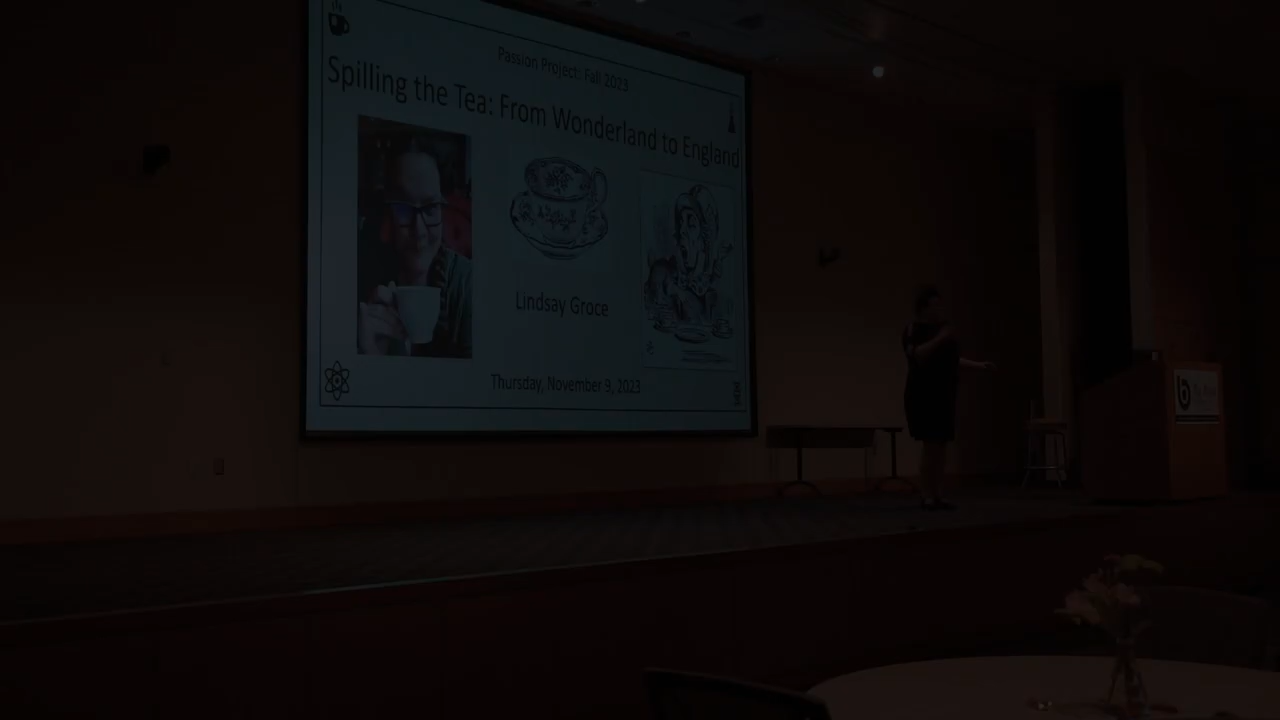 Passion Project: Fall 2023
Spilling the Tea: From Wonderland to England
Lindsay Groce
Thursday, November 9, 2023